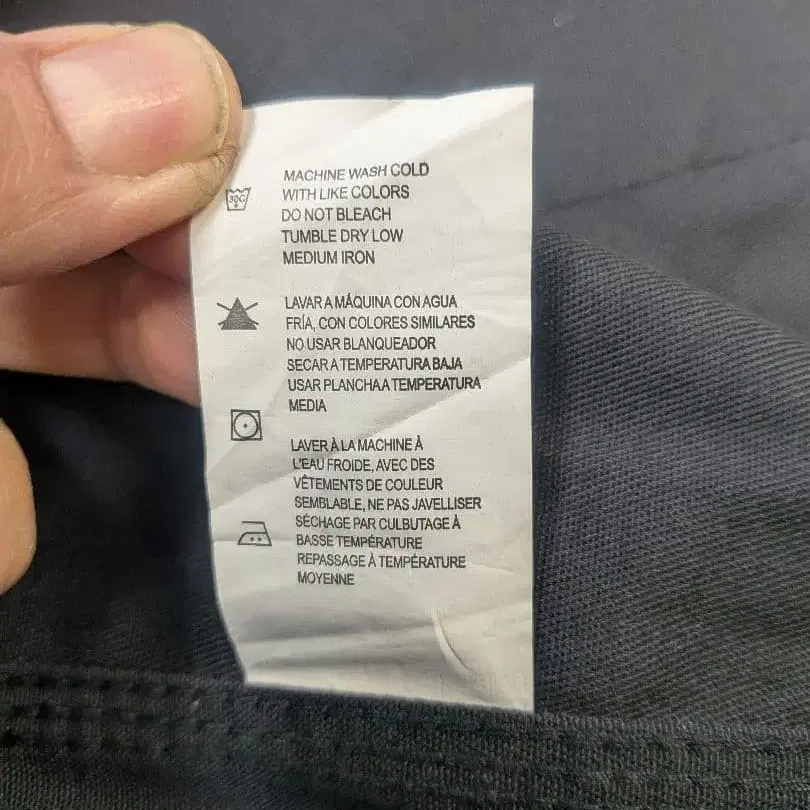 30C
MACHINE WASH COLD
WITH LIKE COLORS
DO NOT BLEACH
TUMBLE DRY LOW
MEDIUM IRON
LAVAR A MÁQUINA CON AGUA
FRÍA, CON COLORES SIMILARES
NO USAR BLANQUEADOR
SECAR A TEMPERATURA BAJA
USAR PLANCHA A TEMPERATURA
MEDIA
LAVER À LA MACHINE À
L'EAU FROIDE, AVEC DES
VÊTEMENTS DE COULEUR
SEMBLABLE, NE PAS JAVELLISER
SÉCHAGE PAR CULBUTAGE À
BASSE TEMPÉRATURE
REPASSAGE À TEMPÉRATURE
MOYENNE